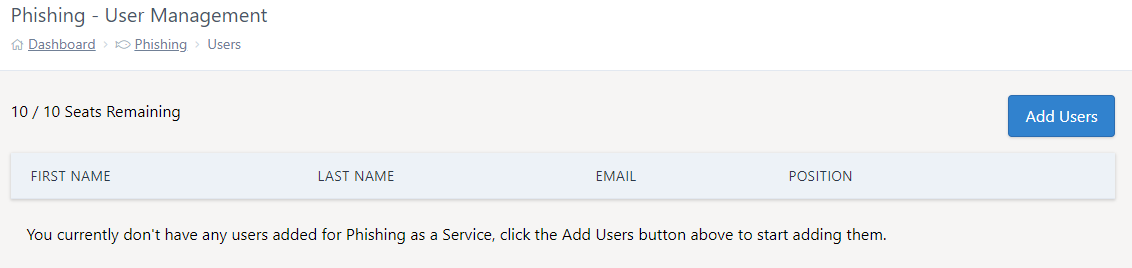 Phishing - User Management
Dashboard › Phishing › Users
10 / 10 Seats Remaining
Add Users
FIRST NAME LAST NAME EMAIL POSITION
You currently don't have any users added for Phishing as a Service, click the Add Users button above to start adding them.